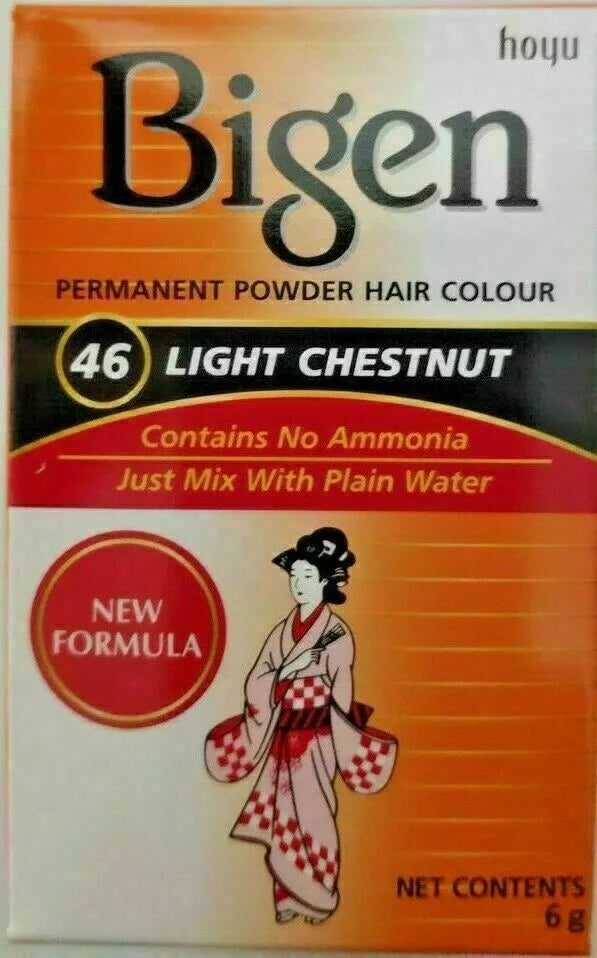 hoyu
Bigen
PERMANENT POWDER HAIR COLOUR
46 LIGHT CHESTNUT
Contains No Ammonia
Just Mix With Plain Water
NEW
FORMULA
NET CONTENTS
6 g